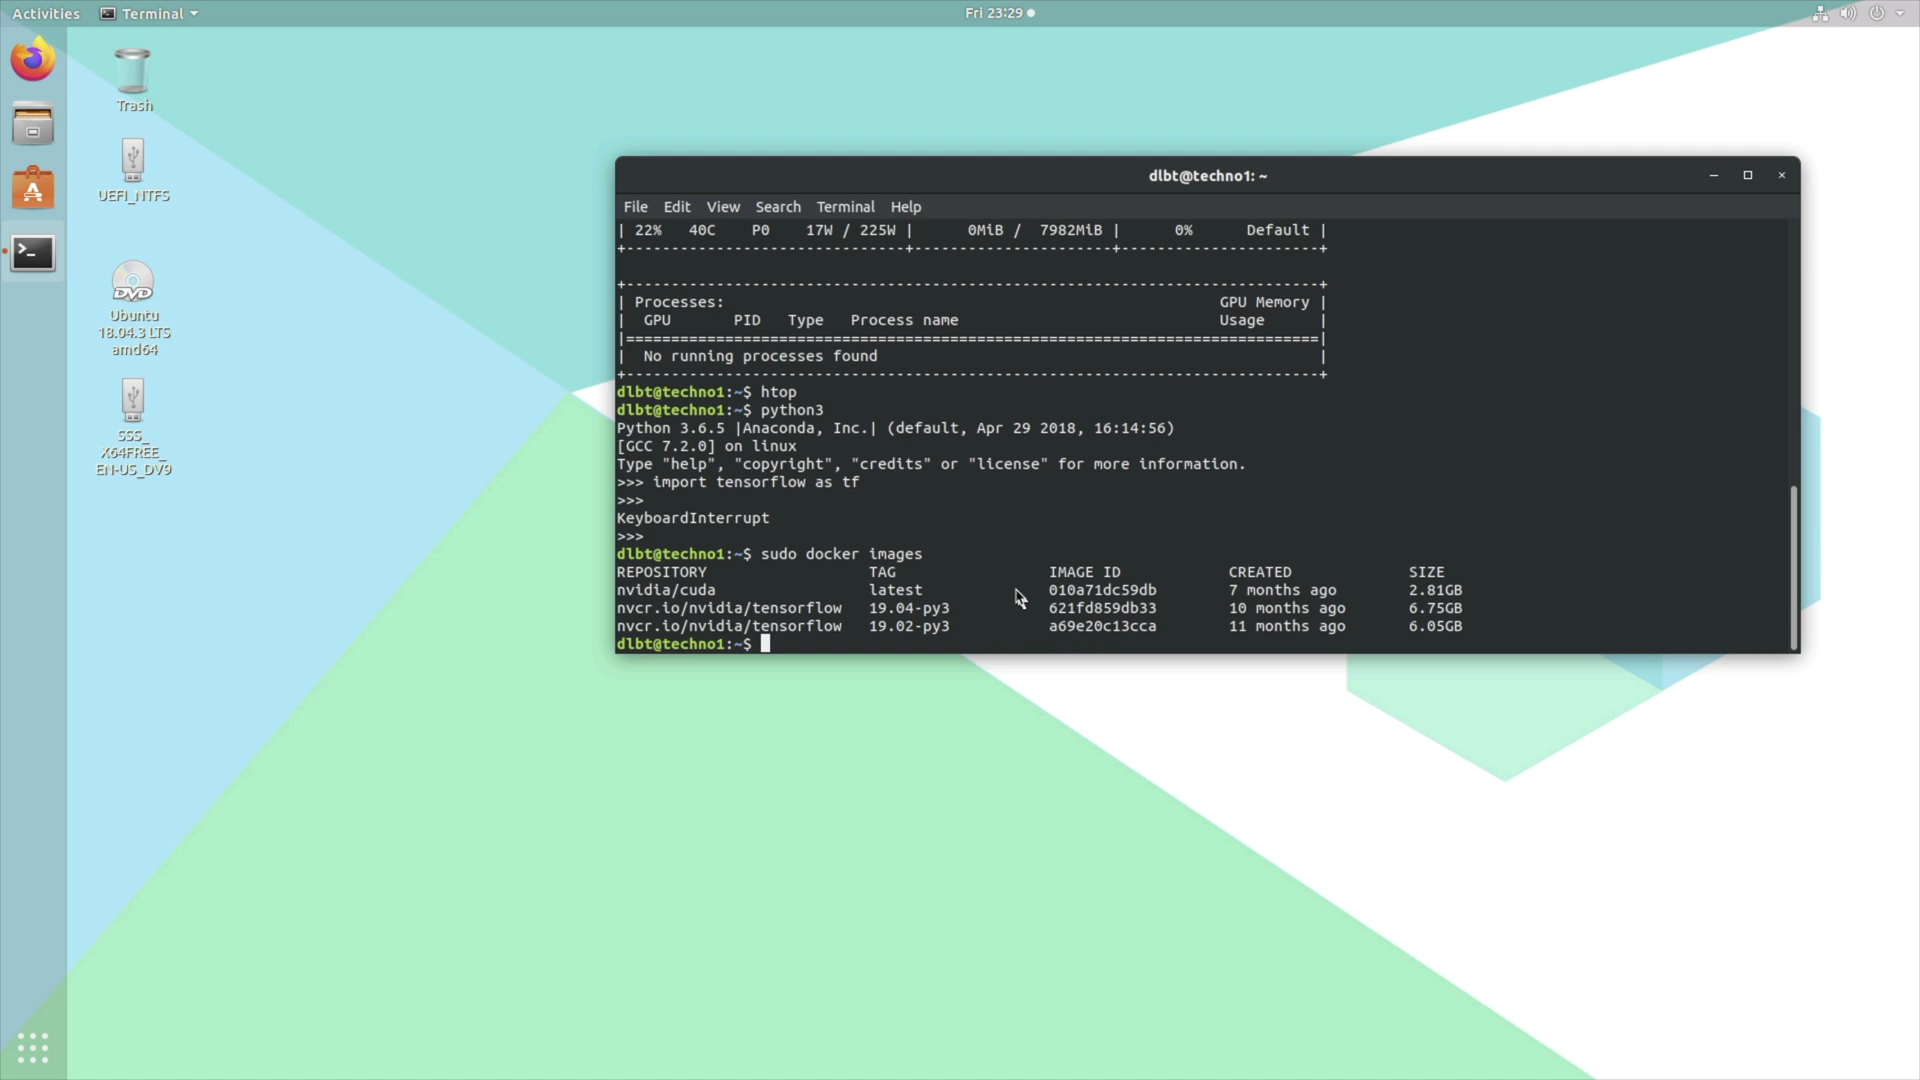 Activities
Terminal
Fri 23:29
Trash
UEFI_NTFS
DVD
Ubuntu
18.04.3 LTS
amd64
SSS_
X64FREE_
EN-US_DV9
dlbt@techno1: ~
File Edit View Search Terminal Help
| 22%   40C    P0    17W / 225W |      0MiB /  7982MiB |      0%      Default |
+-------------------------------+----------------------+----------------------+
+-----------------------------------------------------------------------------+
| Processes:                                                       GPU Memory |
|  GPU       PID   Type   Process name                             Usage      |
|=============================================================================|
|  No running processes found                                                 |
+-----------------------------------------------------------------------------+
dlbt@techno1:~$ htop
dlbt@techno1:~$ python3
Python 3.6.5 |Anaconda, Inc.| (default, Apr 29 2018, 16:14:56)
[GCC 7.2.0] on linux
Type "help", "copyright", "credits" or "license" for more information.
>>> import tensorflow as tf
>>>
KeyboardInterrupt
>>>
dlbt@techno1:~$ sudo docker images
REPOSITORY                  TAG                 IMAGE ID            CREATED             SIZE
nvidia/cuda                 latest              010a71dc59db        7 months ago        2.81GB
nvcr.io/nvidia/tensorflow   19.04-py3           621fd859db33        10 months ago       6.75GB
nvcr.io/nvidia/tensorflow   19.02-py3           a69e20c13cca        11 months ago       6.05GB
dlbt@techno1:~$